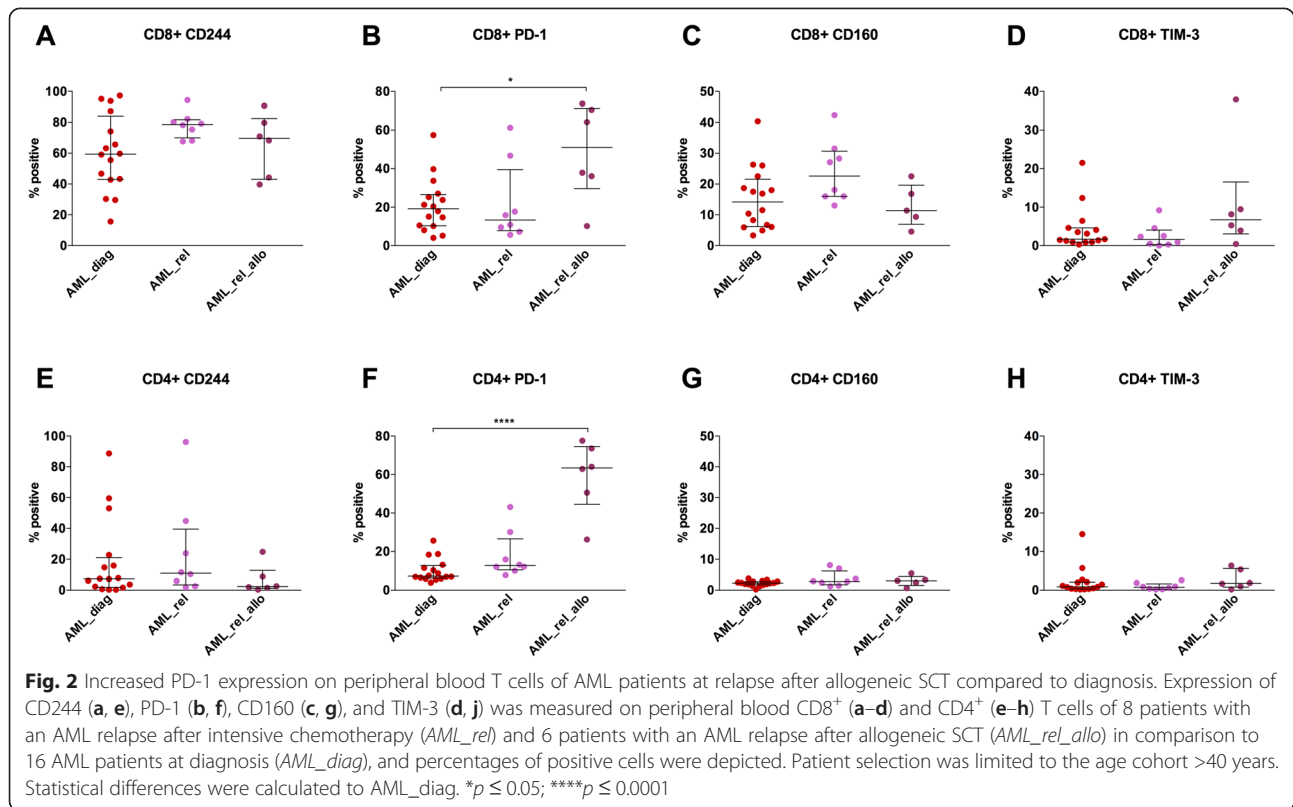 A
CD8+ CD244
% positive
100
80
60
40
20
0
AML_diag
AML_rel
AML_rel_allo
B
CD8+ PD-1
% positive
80
60
40
20
0
*
AML_diag
AML_rel
AML_rel_allo
C
CD8+ CD160
% positive
50
40
30
20
10
0
AML_diag
AML_rel
AML_rel_allo
D
CD8+ TIM-3
% positive
40
30
20
10
0
AML_diag
AML_rel
AML_rel_allo
E
CD4+ CD244
% positive
100
80
60
40
20
0
AML_diag
AML_rel
AML_rel_allo
F
CD4+ PD-1
% positive
80
60
40
20
0
****
AML_diag
AML_rel
AML_rel_allo
G
CD4+ CD160
% positive
50
40
30
20
10
0
AML_diag
AML_rel
AML_rel_allo
H
CD4+ TIM-3
% positive
40
30
20
10
0
AML_diag
AML_rel
AML_rel_allo
Fig. 2 Increased PD-1 expression on peripheral blood T cells of AML patients at relapse after allogeneic SCT compared to diagnosis. Expression of
CD244 (a, e), PD-1 (b, f), CD160 (c, g), and TIM-3 (d, j) was measured on peripheral blood CD8+ (a–d) and CD4+ (e–h) T cells of 8 patients with
an AML relapse after intensive chemotherapy (AML_rel) and 6 patients with an AML relapse after allogeneic SCT (AML_rel_allo) in comparison to
16 AML patients at diagnosis (AML_diag), and percentages of positive cells were depicted. Patient selection was limited to the age cohort >40 years.
Statistical differences were calculated to AML_diag. *p ≤ 0.05; ****p ≤ 0.0001